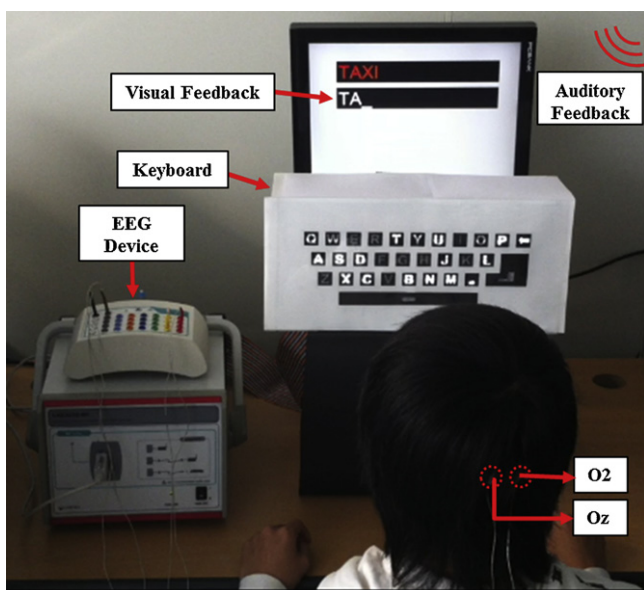 TAXI
Visual Feedback
TA_
Auditory
Feedback
Keyboard
EEG
Device
Q W E R T Y U I O P ←
A S D F G H J K L
Z X C V B N M .
O2
Oz